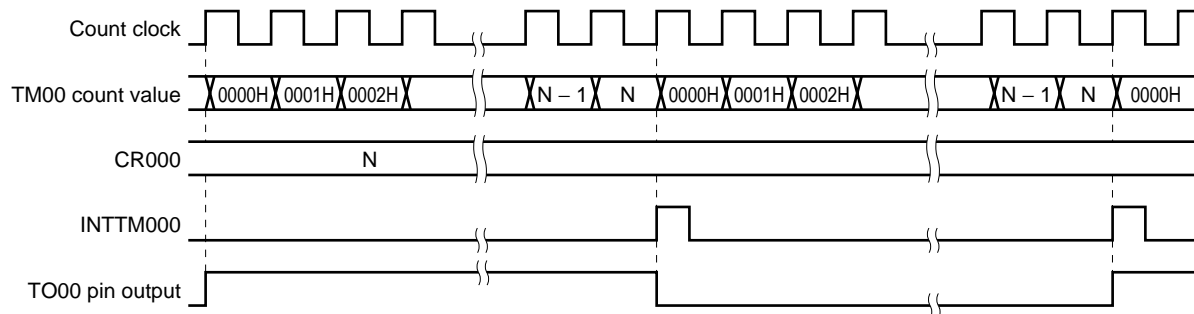 Count clock
TM00 count value 0000H 0001H 0002H N – 1 N 0000H 0001H 0002H N – 1 N 0000H
CR000 N
INTTM000
TO00 pin output